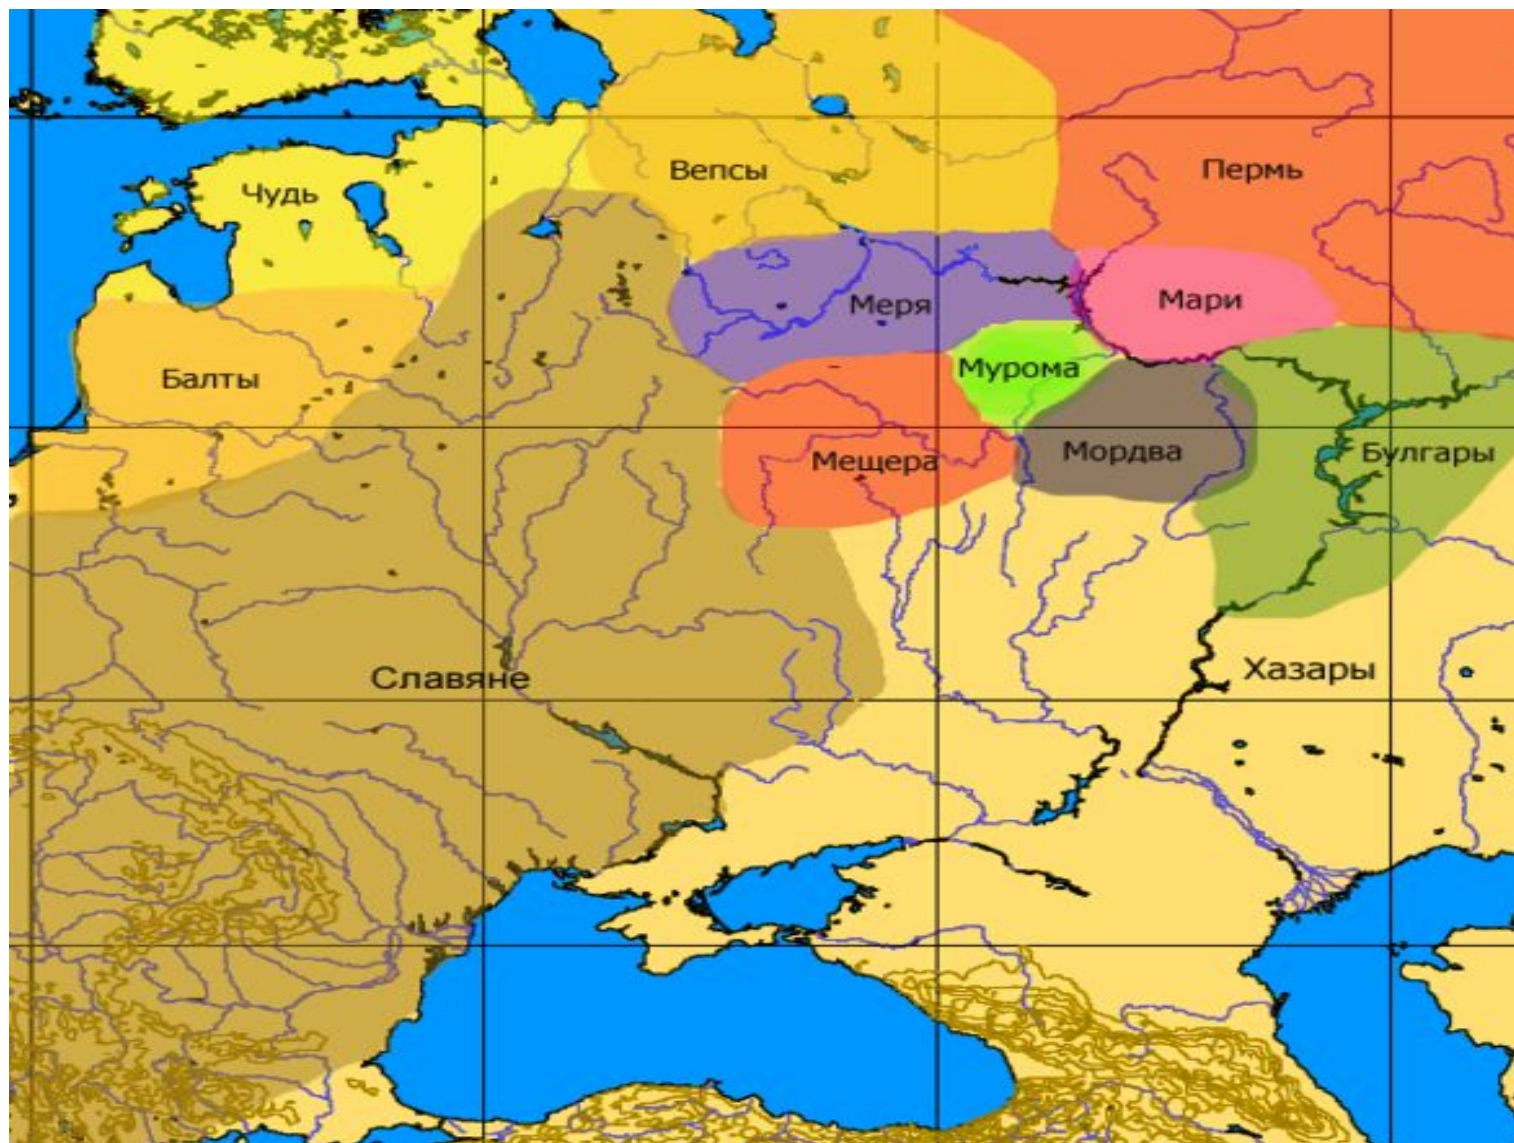 Вепсы
Пермь
Чудь
Меря
Мари
Балты
Мурома
Мещера
Мордва
Булгары
Славяне
Хазары